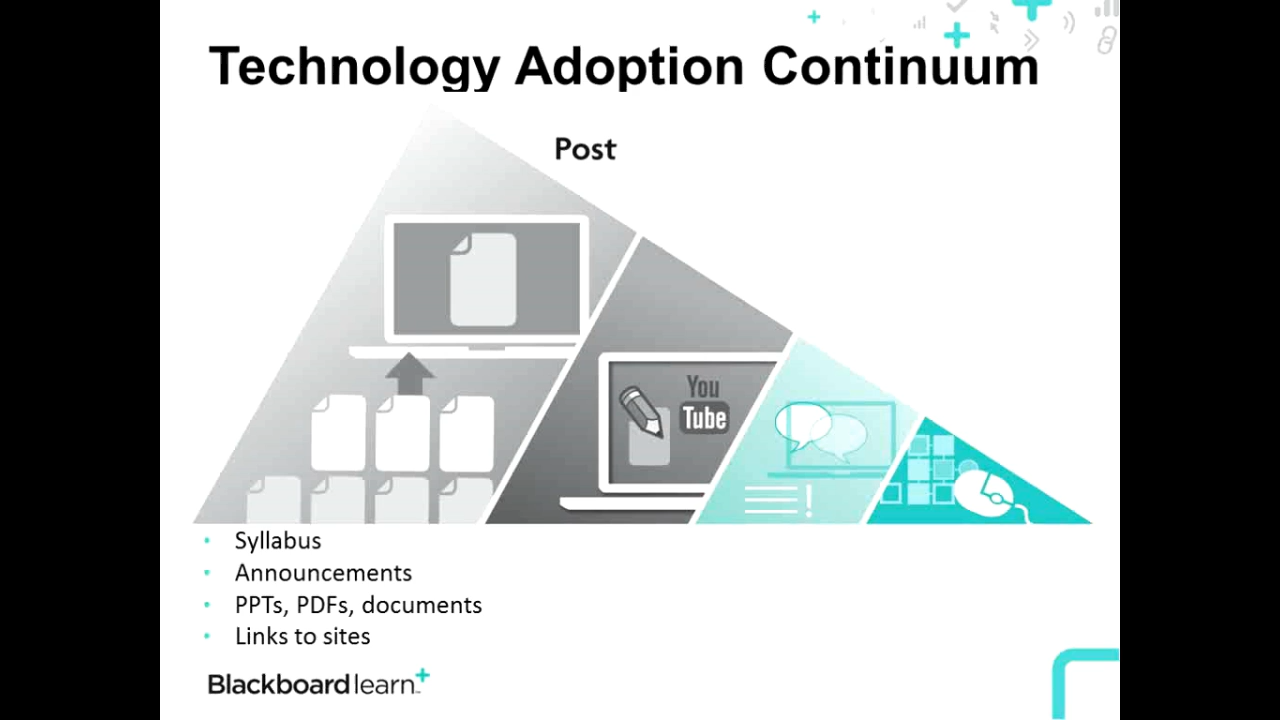 Technology Adoption Continuum
Post
You
Tube
!
• Syllabus
• Announcements
• PPTs, PDFs, documents
• Links to sites
Blackboard learn+